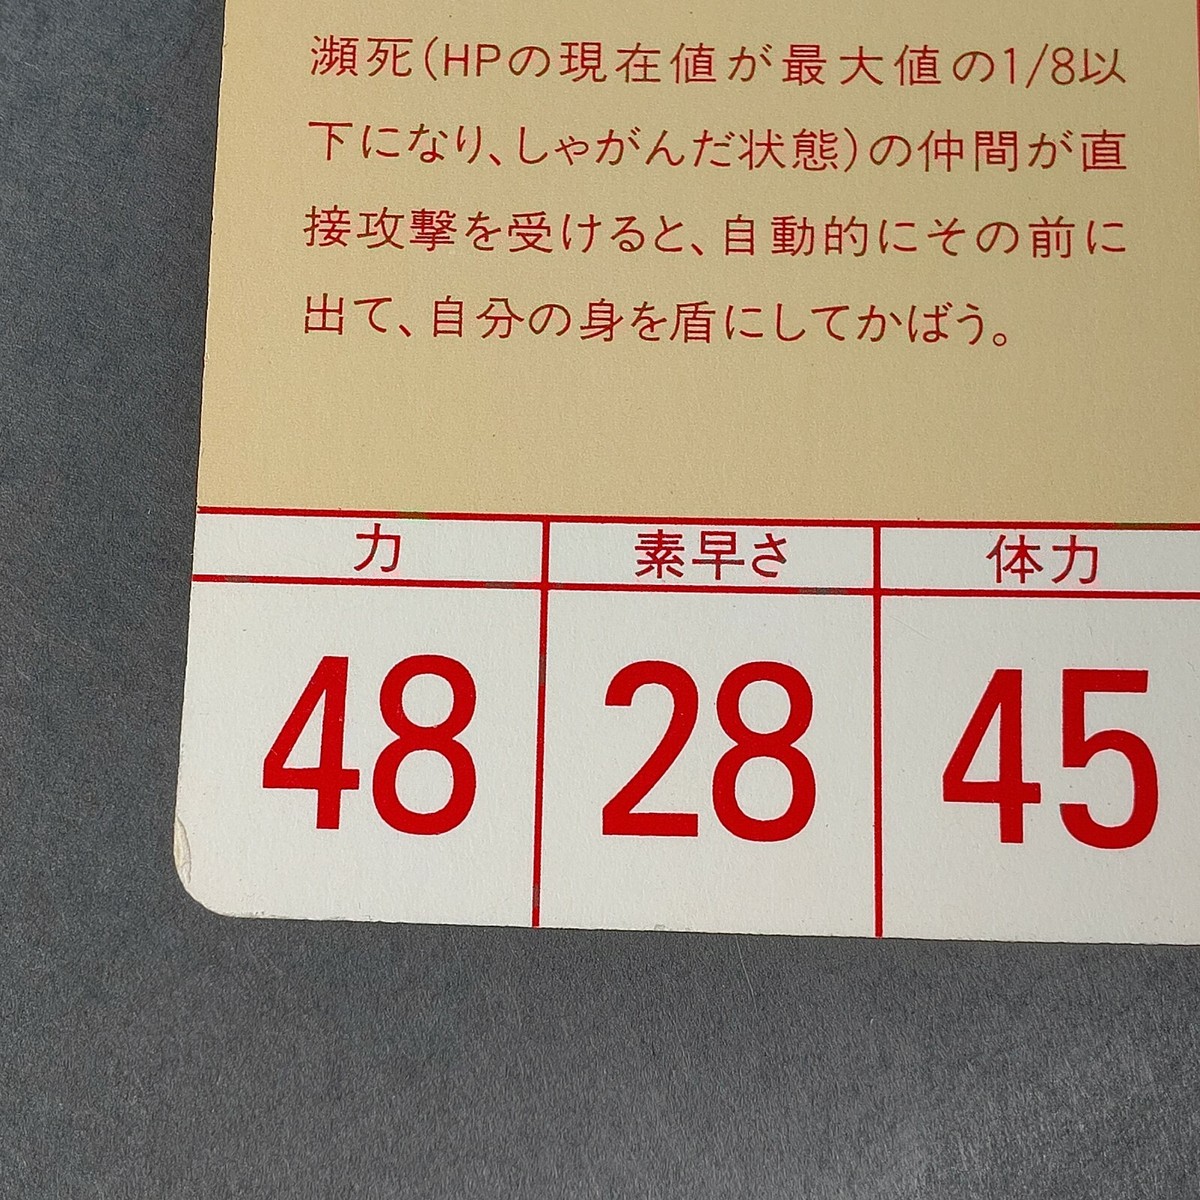 瀕死(HPの現在値が最大値の1/8以
下になり、しゃがんだ状態)の仲間が直
接攻撃を受けると、自動的にその前に
出て、自分の身を盾にしてかばう。
力 素早さ 体力
48 28 45